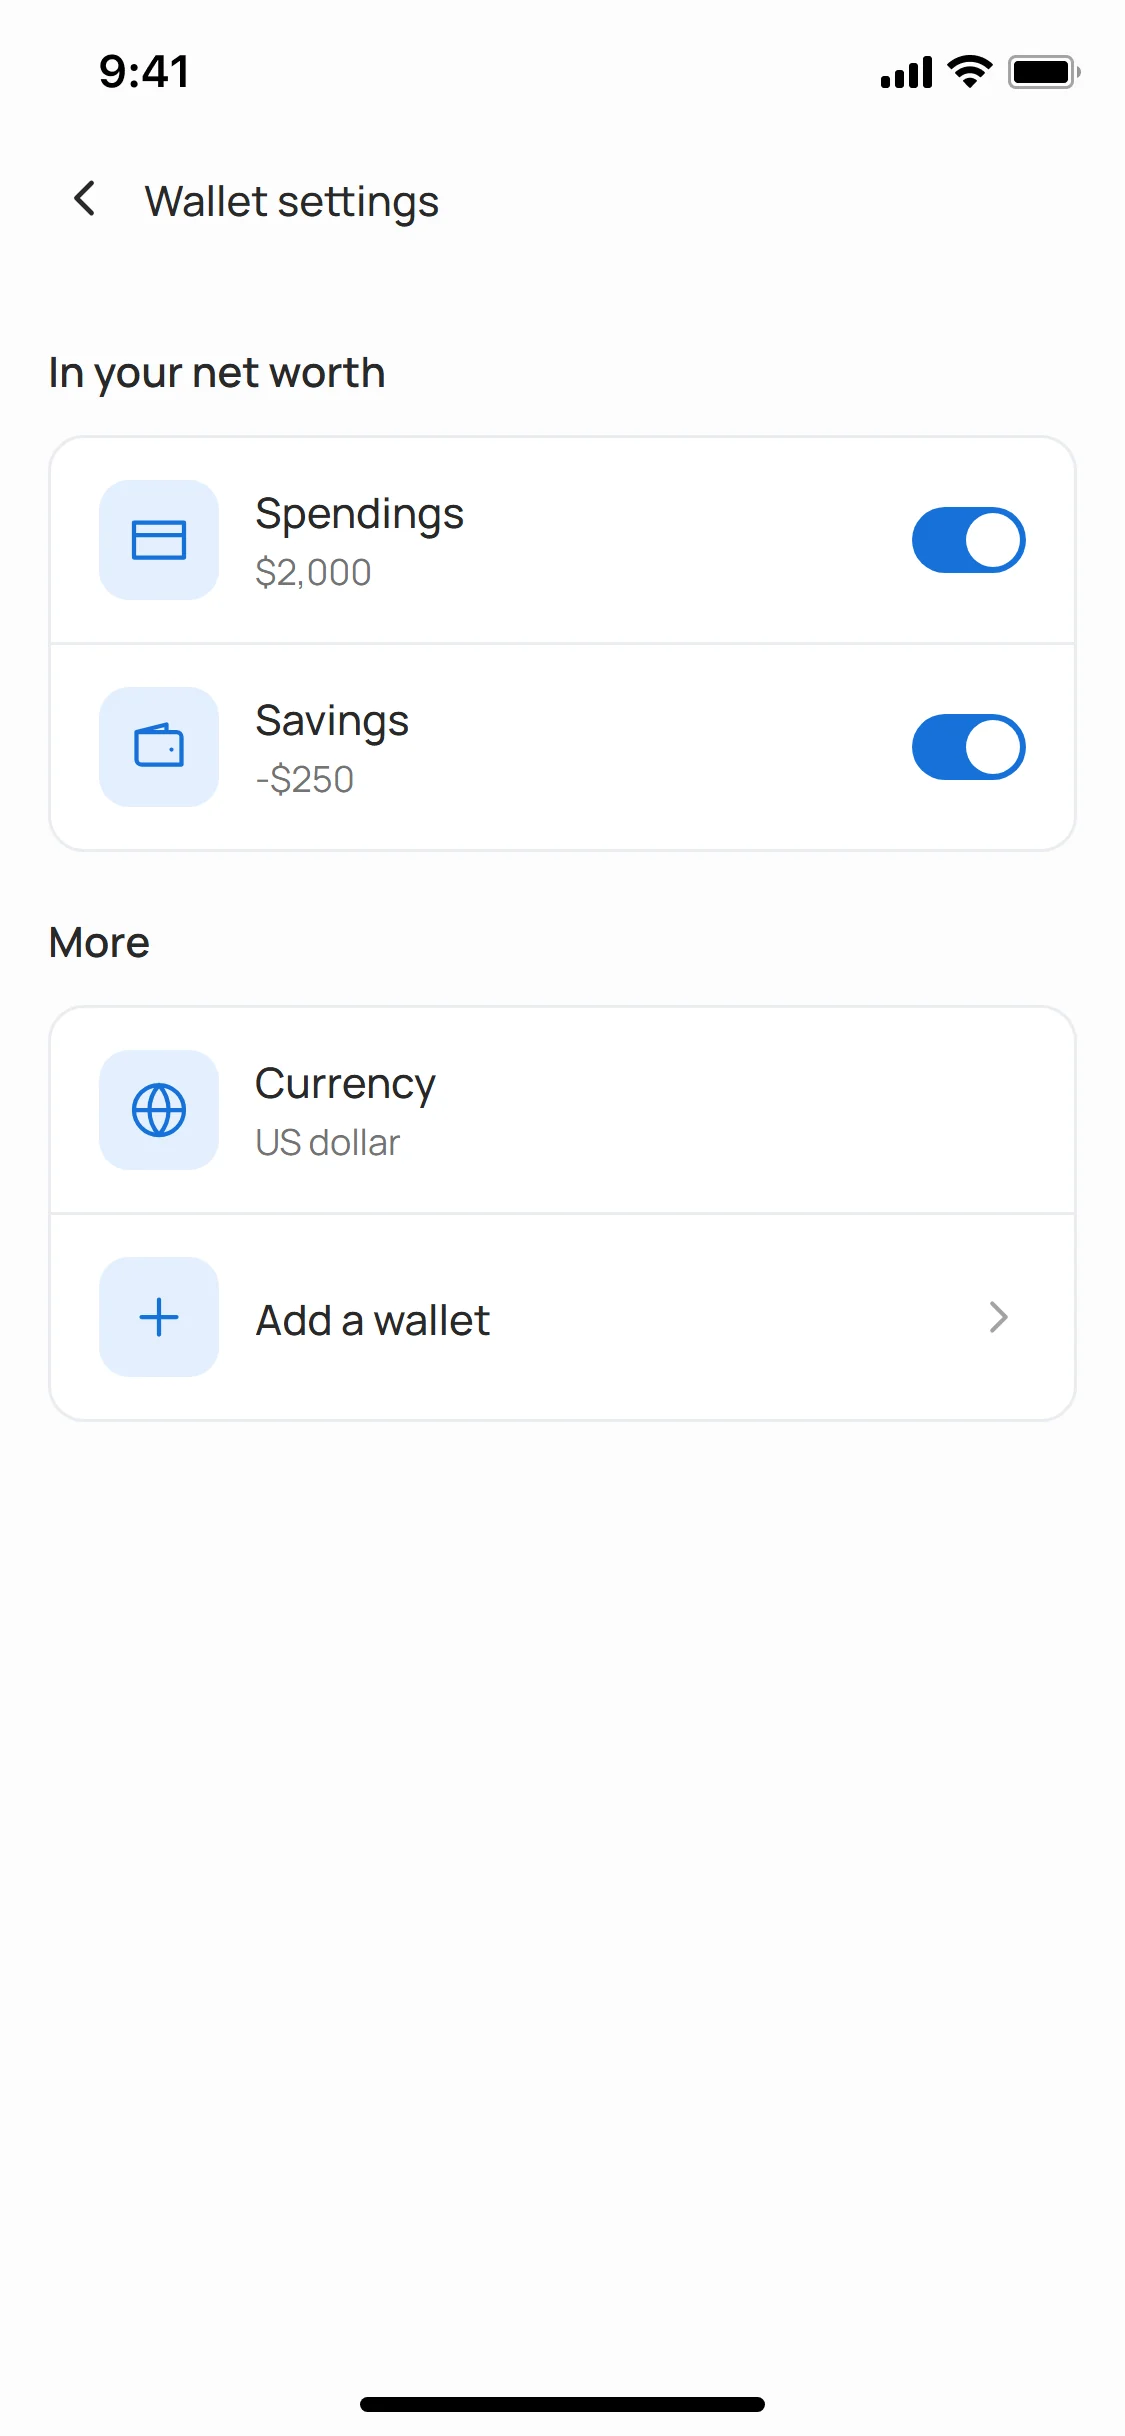 9:41
Wallet settings
In your net worth
Spendings
$2,000
Savings
-$250
More
Currency
US dollar
Add a wallet